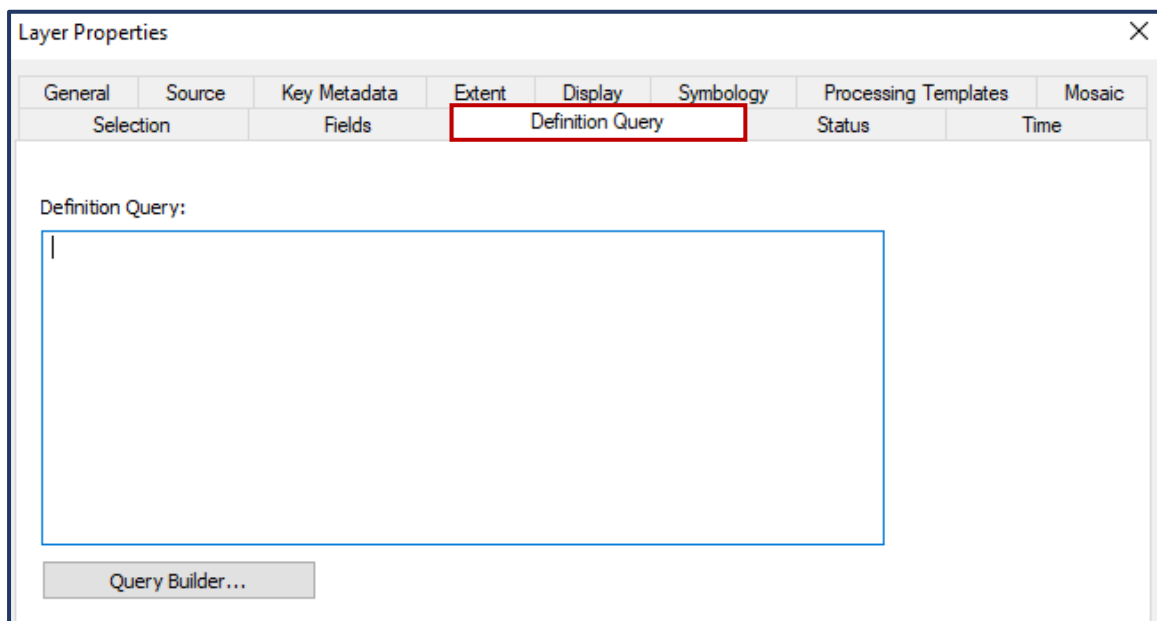 Layer Properties
General Source Key Metadata Extent Display Symbology Processing Templates Mosaic
Selection Fields Definition Query Status Time
Definition Query:
Query Builder...